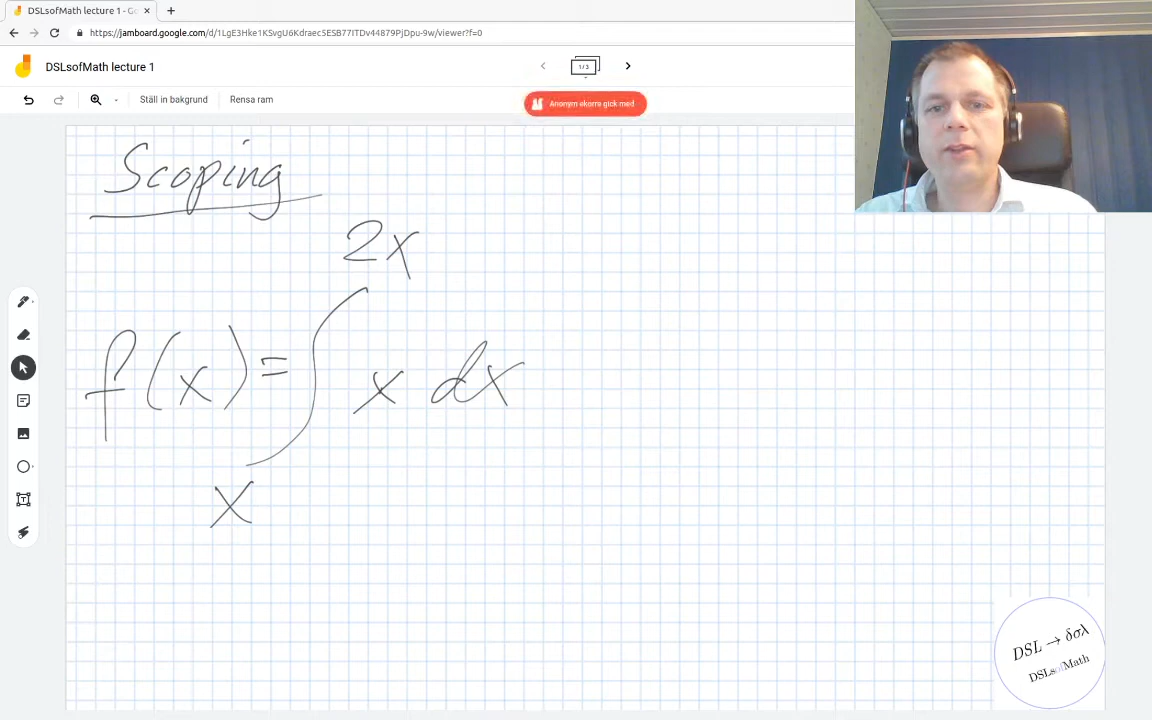 DSLsofMath lecture 1 - Go
https://jamboard.google.com/d/1LgE3Hke1KSvgU6Kdraec5ESB77ITDv44879PjDpu-9w/viewer?f=0
DSLsofMath lecture 1
1/3
Ställ in bakgrund
Rensa ram
Anonym ekorre gick med
Scoping
2x
f(x) = ∫ x dx
x
DSL → δσλ
DSLsofMath